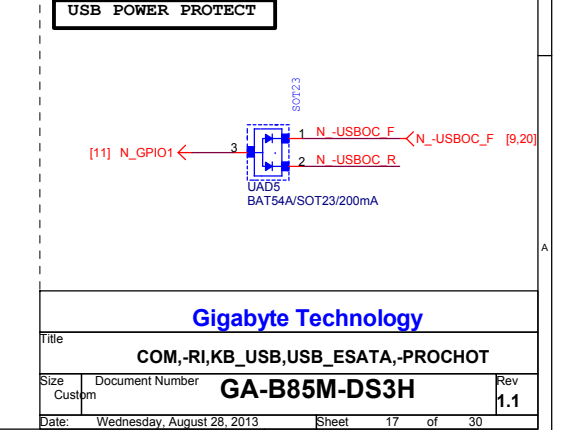 USB POWER PROTECT
SOT23
1 N_-USBOC_F N_-USBOC_F [9,20]
[11] N_GPIO1 3
2 N_-USBOC_R
UAD5
BAT54A/SOT23/200mA
A
Gigabyte Technology
Title
COM,-RI,KB_USB,USB_ESATA,-PROCHOT
Size Document Number Rev
Custom GA-B85M-DS3H 1.1
Date: Wednesday, August 28, 2013 Sheet 17 of 30